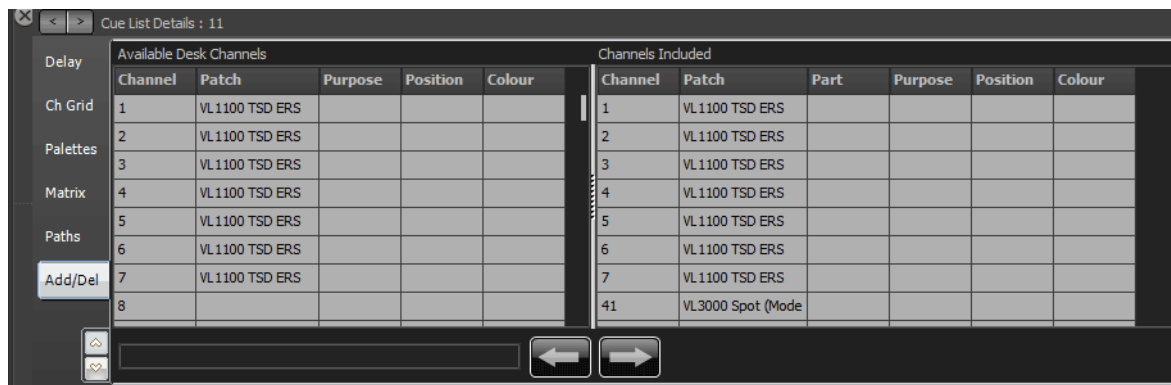 Cue List Details : 11
Delay
Ch Grid
Palettes
Matrix
Paths
Add/Del
Available Desk Channels
Channel Patch Purpose Position Colour
1 VL1100 TSD ERS
2 VL1100 TSD ERS
3 VL1100 TSD ERS
4 VL1100 TSD ERS
5 VL1100 TSD ERS
6 VL1100 TSD ERS
7 VL1100 TSD ERS
8
Channels Included
Channel Patch Part Purpose Position Colour
1 VL1100 TSD ERS
2 VL1100 TSD ERS
3 VL1100 TSD ERS
4 VL1100 TSD ERS
5 VL1100 TSD ERS
6 VL1100 TSD ERS
7 VL1100 TSD ERS
41 VL3000 Spot (Mode